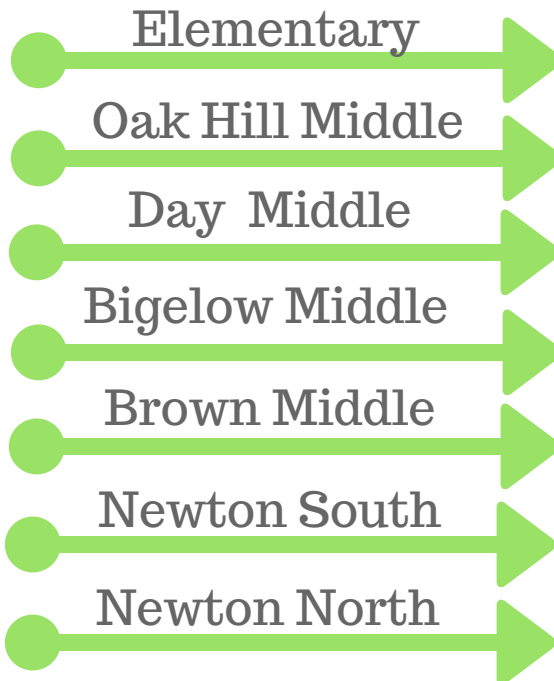 Elementary
Oak Hill Middle
Day Middle
Bigelow Middle
Brown Middle
Newton South
Newton North